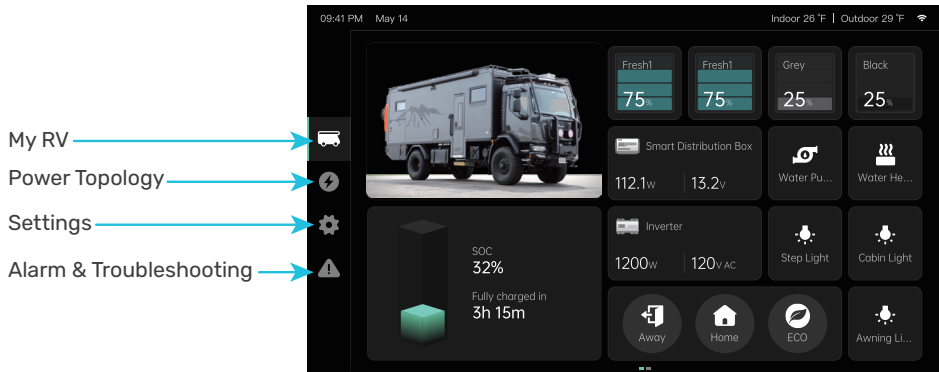 09:41 PM May 14
Indoor 26 °F | Outdoor 29 °F
My RV
Power Topology
Settings
Alarm & Troubleshooting
Fresh1
75%
Fresh1
75%
Grey
25%
Black
25%
Smart Distribution Box
112.1w
13.2v
Water Pu...
Water He...
SOC
32%
Fully charged in
3h 15m
Inverter
1200w
120v AC
Step Light
Cabin Light
Away
Home
ECO
Awning Li...